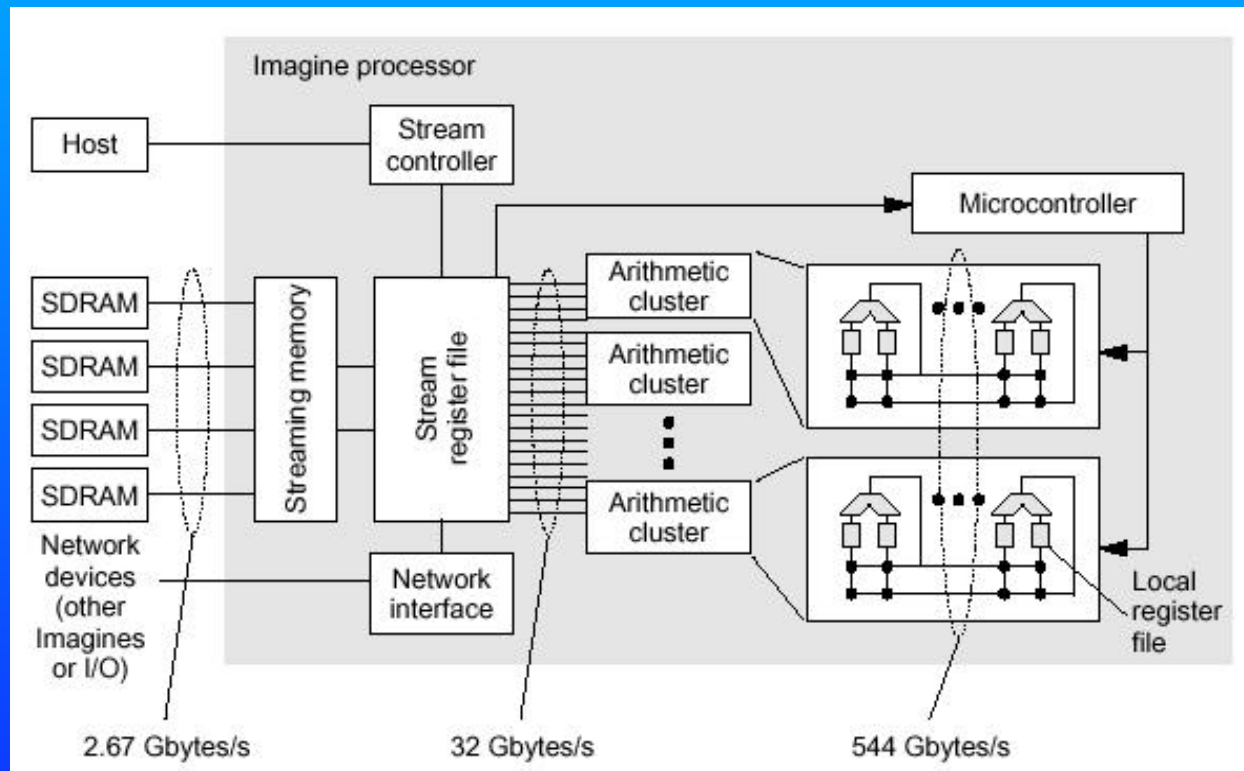 Imagine processor
Host
Stream
controller
Microcontroller
SDRAM
SDRAM
SDRAM
SDRAM
Streaming memory
Stream
register file
Arithmetic
cluster
Arithmetic
cluster
Arithmetic
cluster
Network
devices
(other
Imagines
or I/O)
Network
interface
Local
register
file
2.67 Gbytes/s
32 Gbytes/s
544 Gbytes/s